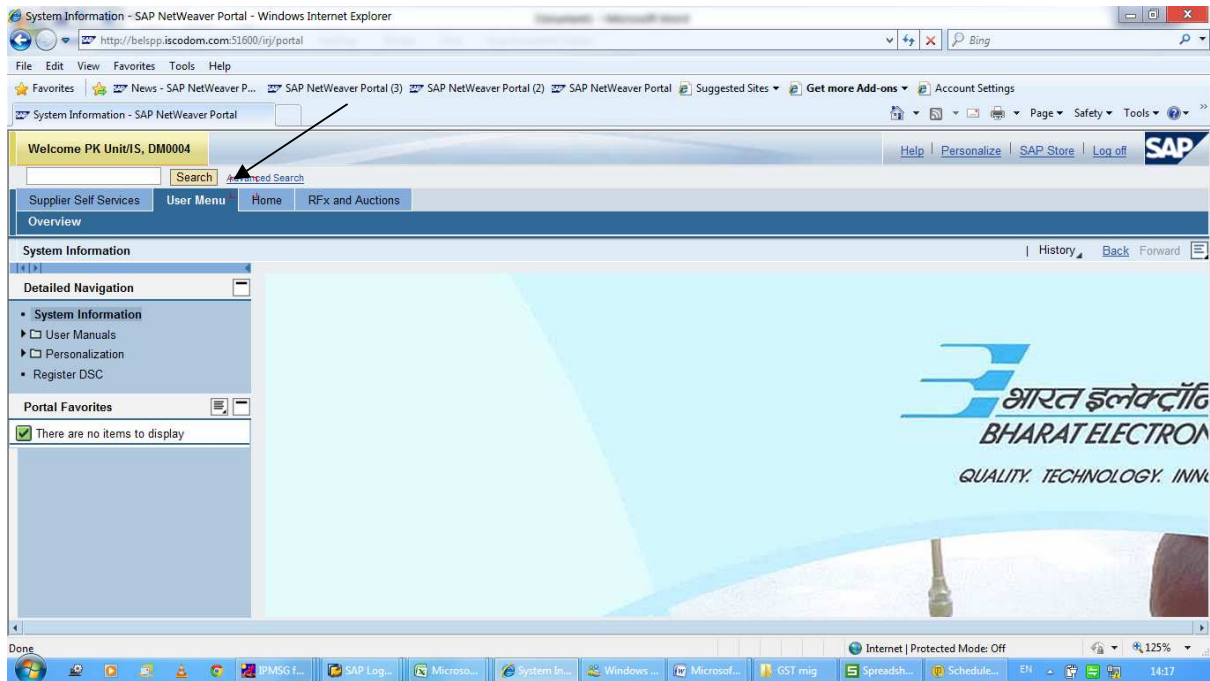 System Information - SAP NetWeaver Portal - Windows Internet Explorer
http://belspp.iscodom.com:51600/irj/portal
Bing
File Edit View Favorites Tools Help
Favorites News - SAP NetWeaver P... SAP NetWeaver Portal (3) SAP NetWeaver Portal (2) SAP NetWeaver Portal Suggested Sites Get more Add-ons Account Settings
System Information - SAP NetWeaver Portal Page Safety Tools
Welcome PK Unit/IS, DM0004 Help | Personalize | SAP Store | Log off SAP
Search Advanced Search
Supplier Self Services User Menu Home RFx and Auctions
Overview
System Information | History Back Forward
Detailed Navigation
System Information
User Manuals
Personalization
Register DSC
Portal Favorites
There are no items to display
भारत इलेक्ट्रॉनि
BHARAT ELECTRON
QUALITY. TECHNOLOGY. INNO
Done Internet | Protected Mode: Off 125%
IPMSG f... SAP Log... Microso... System In... Windows ... Microsof... GST mig Spreadsh... Schedule... EN 14:17